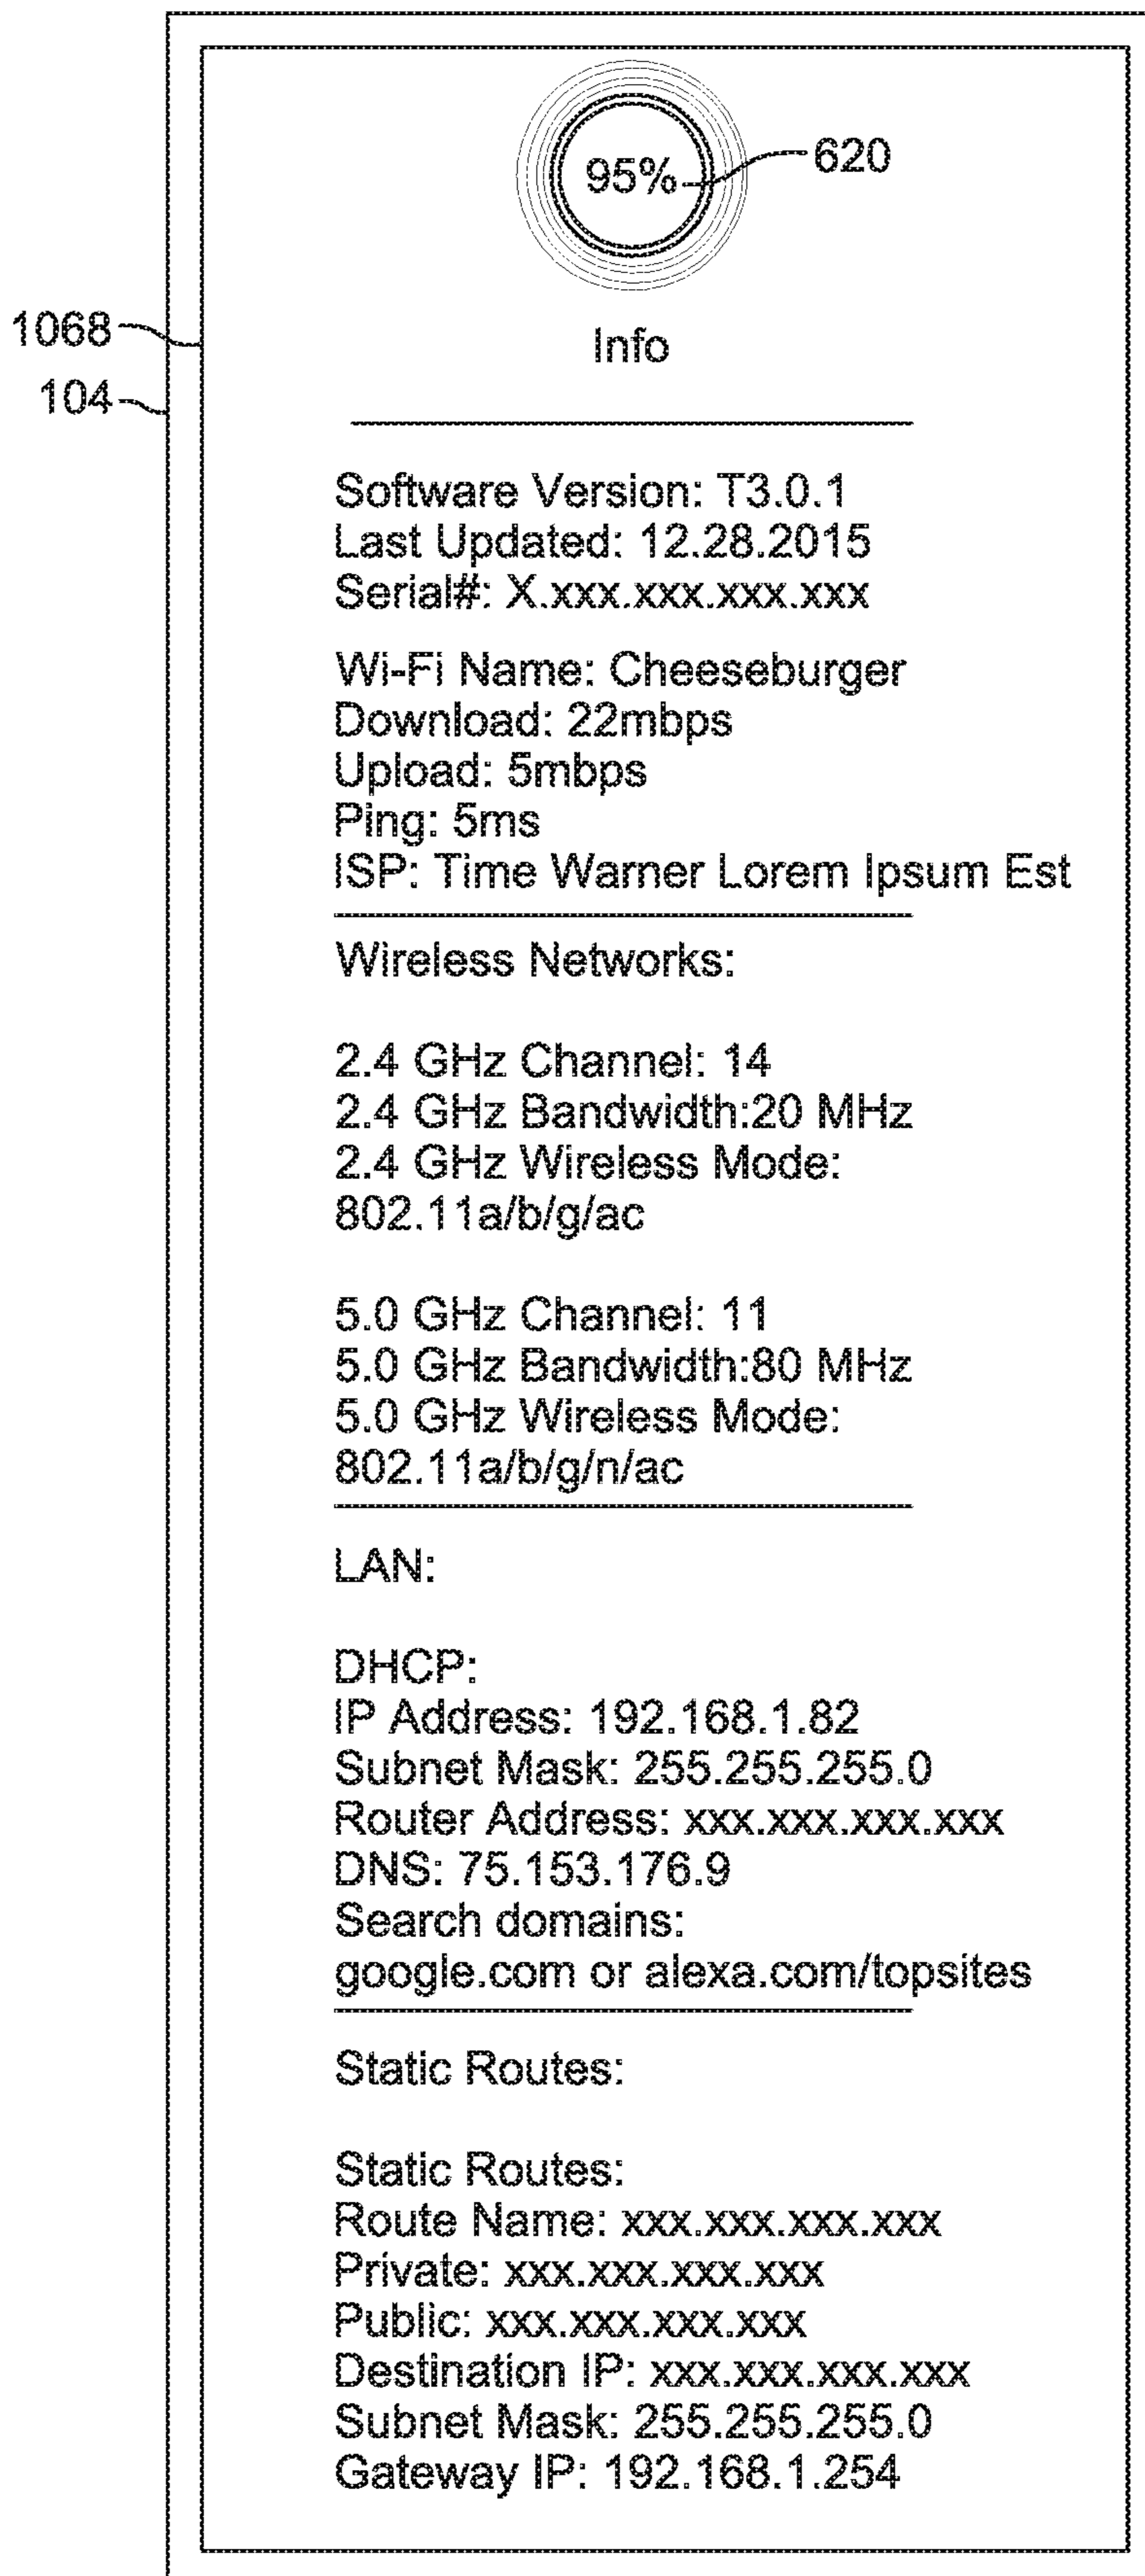 95%
620
1068
104
Info
Software Version: T3.0.1
Last Updated: 12.28.2015
Serial#: X.xxx.xxx.xxx.xxx
Wi-Fi Name: Cheeseburger
Download: 22mbps
Upload: 5mbps
Ping: 5ms
ISP: Time Warner Lorem Ipsum Est
Wireless Networks:
2.4 GHz Channel: 14
2.4 GHz Bandwidth:20 MHz
2.4 GHz Wireless Mode:
802.11a/b/g/ac
5.0 GHz Channel: 11
5.0 GHz Bandwidth:80 MHz
5.0 GHz Wireless Mode:
802.11a/b/g/n/ac
LAN:
DHCP:
IP Address: 192.168.1.82
Subnet Mask: 255.255.255.0
Router Address: xxx.xxx.xxx.xxx
DNS: 75.153.176.9
Search domains:
google.com or alexa.com/topsites
Static Routes:
Static Routes:
Route Name: xxx.xxx.xxx.xxx
Private: xxx.xxx.xxx.xxx
Public: xxx.xxx.xxx.xxx
Destination IP: xxx.xxx.xxx.xxx
Subnet Mask: 255.255.255.0
Gateway IP: 192.168.1.254